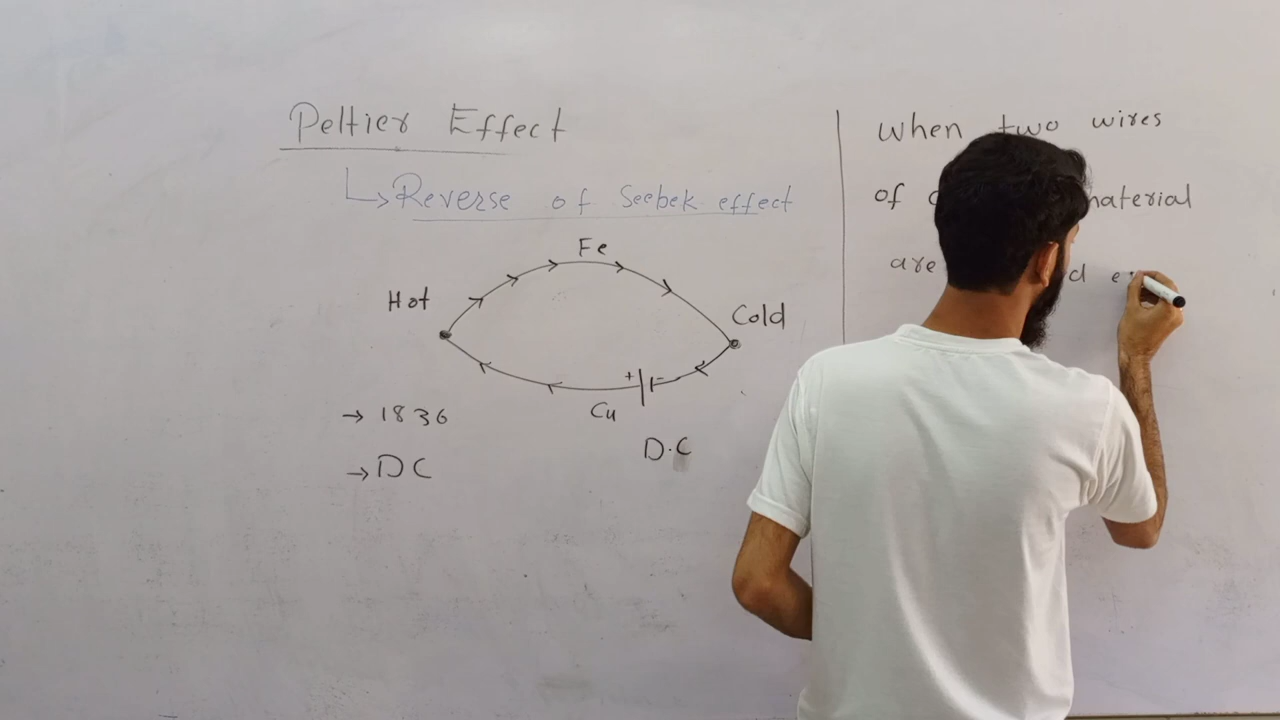 Peltier Effect
↳ Reverse of Seebek effect
Fe
Hot
Cold
+ -
Cu
D.C
→ 1836
→ DC
When two wires
of material
are